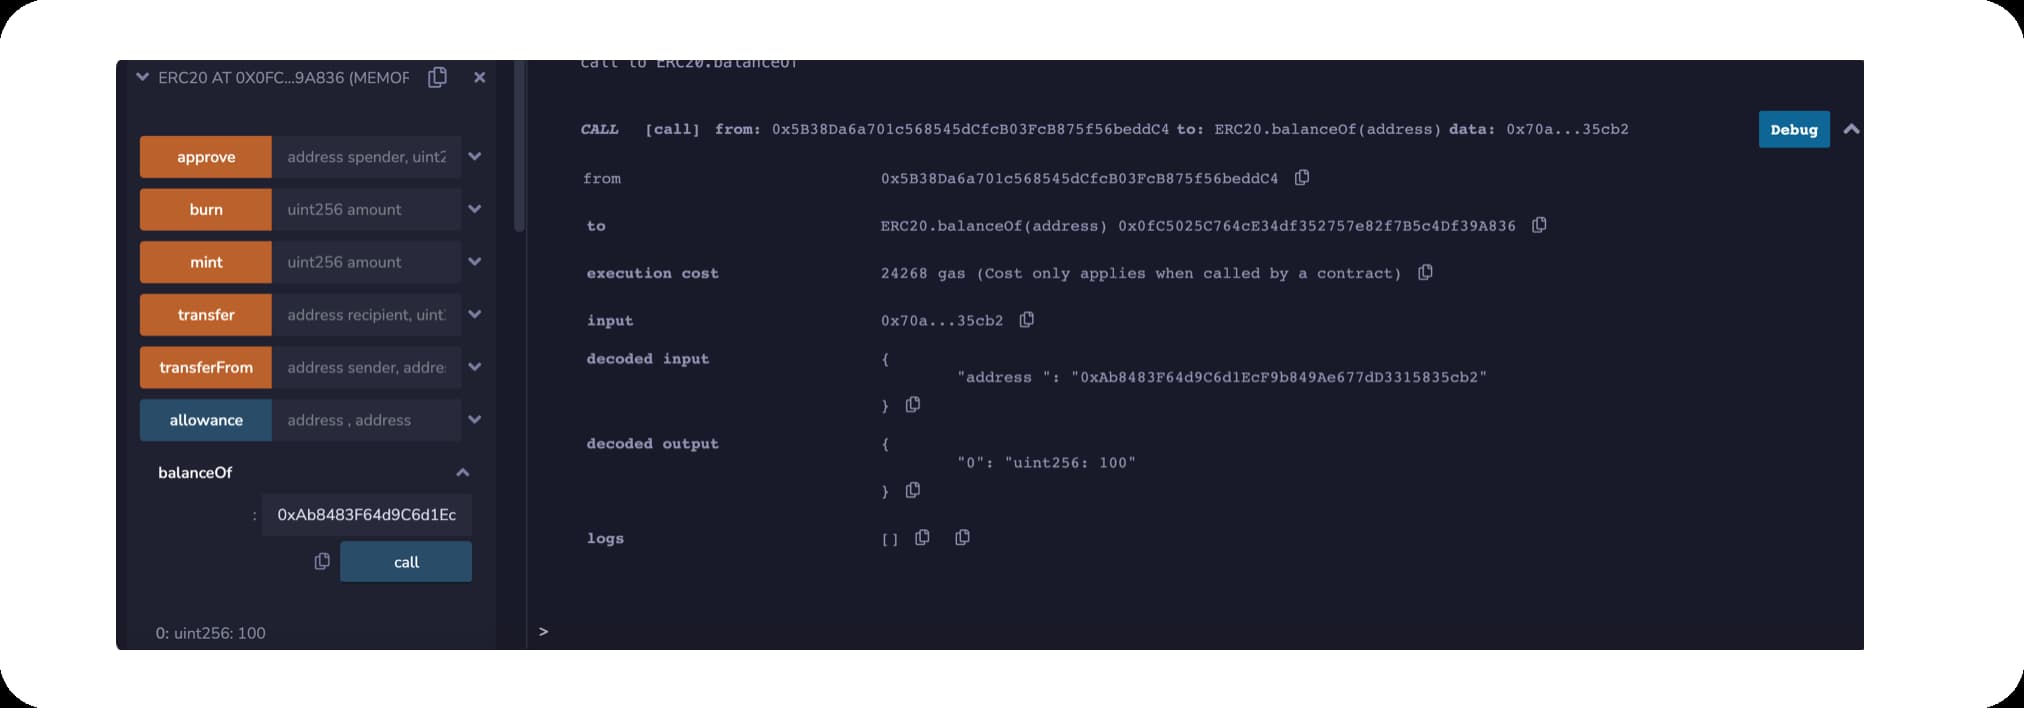 ERC20 AT 0X0FC...9A836 (MEMOR
approve address spender, uint2
burn uint256 amount
mint uint256 amount
transfer address recipient, uint
transferFrom address sender, addre
allowance address , address
balanceOf
: 0xAb8483F64d9C6d1Ec
call
0: uint256: 100
call to ERC20.balanceOf
CALL [call] from: 0x5B38Da6a701c568545dCfcB03FcB875f56beddC4 to: ERC20.balanceOf(address) data: 0x70a...35cb2
Debug
from 0x5B38Da6a701c568545dCfcB03FcB875f56beddC4
to ERC20.balanceOf(address) 0x0fC5025C764cE34df352757e82f7B5c4Df39A836
execution cost 24268 gas (Cost only applies when called by a contract)
input 0x70a...35cb2
decoded input {
"address ": "0xAb8483F64d9C6d1EcF9b849Ae677dD3315835cb2"
}
decoded output {
"0": "uint256: 100"
}
logs []
>